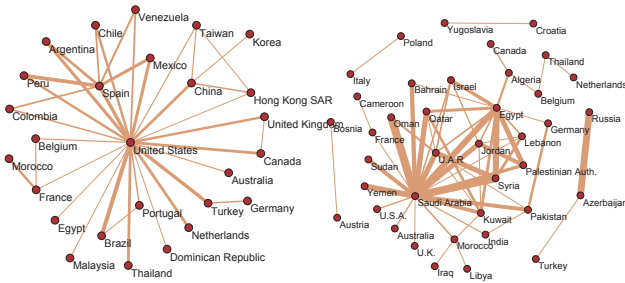 Venezuela
Chile
Taiwan
Argentina
Korea
Mexico
Peru
Spain
China
Hong Kong SAR
Colombia
United Kingdom
Belgium
United States
Morocco
Canada
Australia
France
Portugal
Turkey
Germany
Egypt
Brazil
Netherlands
Malaysia
Dominican Republic
Thailand
Yugoslavia
Croatia
Poland
Canada
Thailand
Italy
Bahrain
Israel
Algeria
Netherlands
Cameroon
Belgium
Oman
Qatar
Egypt
Bosnia
Germany
Russia
France
Jordan
Lebanon
Sudan
U.A.R
Palestinian Auth.
Yemen
Syria
Saudi Arabia
Azerbaijan
U.S.A.
Kuwait
Pakistan
Austria
Australia
India
U.K.
Morocco
Iraq
Libya
Turkey